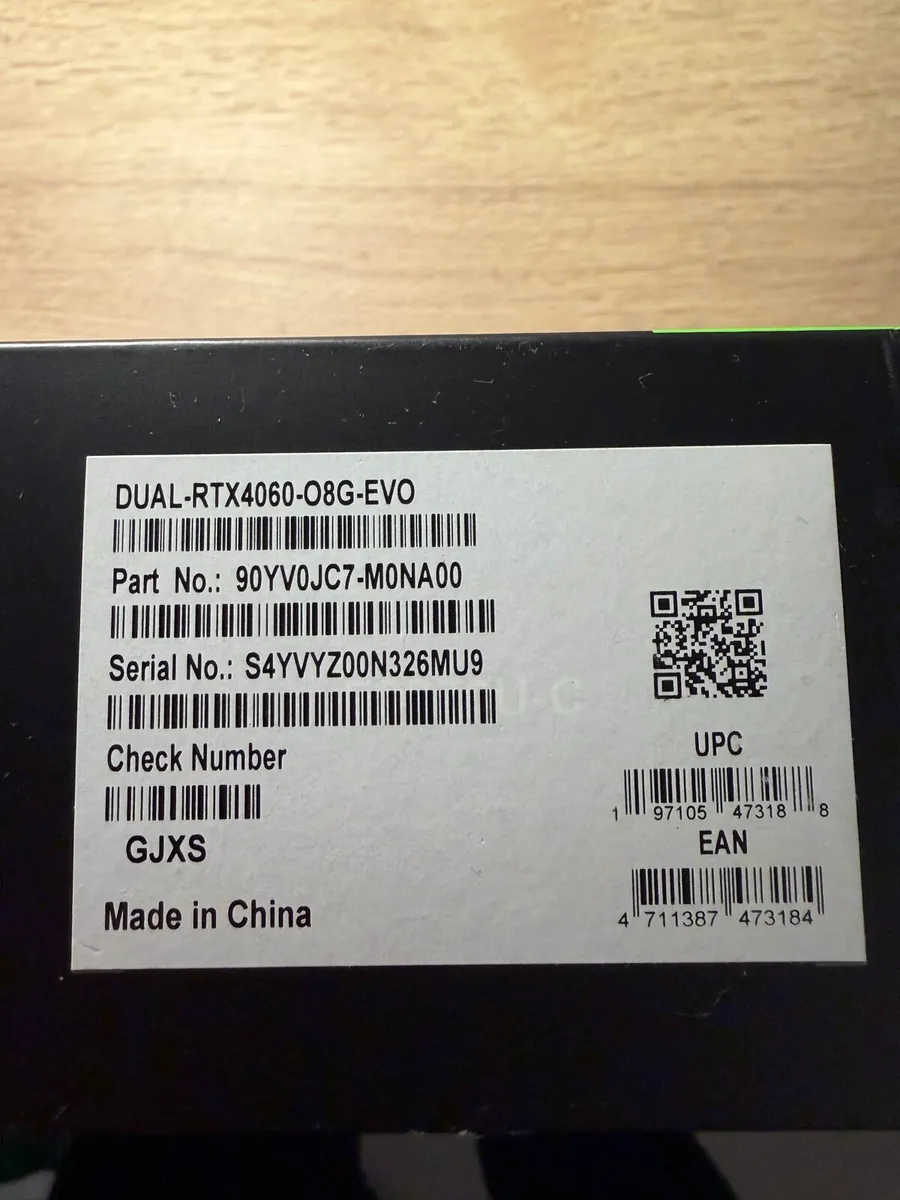 DUAL-RTX4060-O8G-EVO
Part No.: 90YV0JC7-M0NA00
Serial No.: S4YVYZ00N326MU9
Check Number
GJXS
Made in China
UPC
1 97105 47318 8
EAN
4 711387 473184